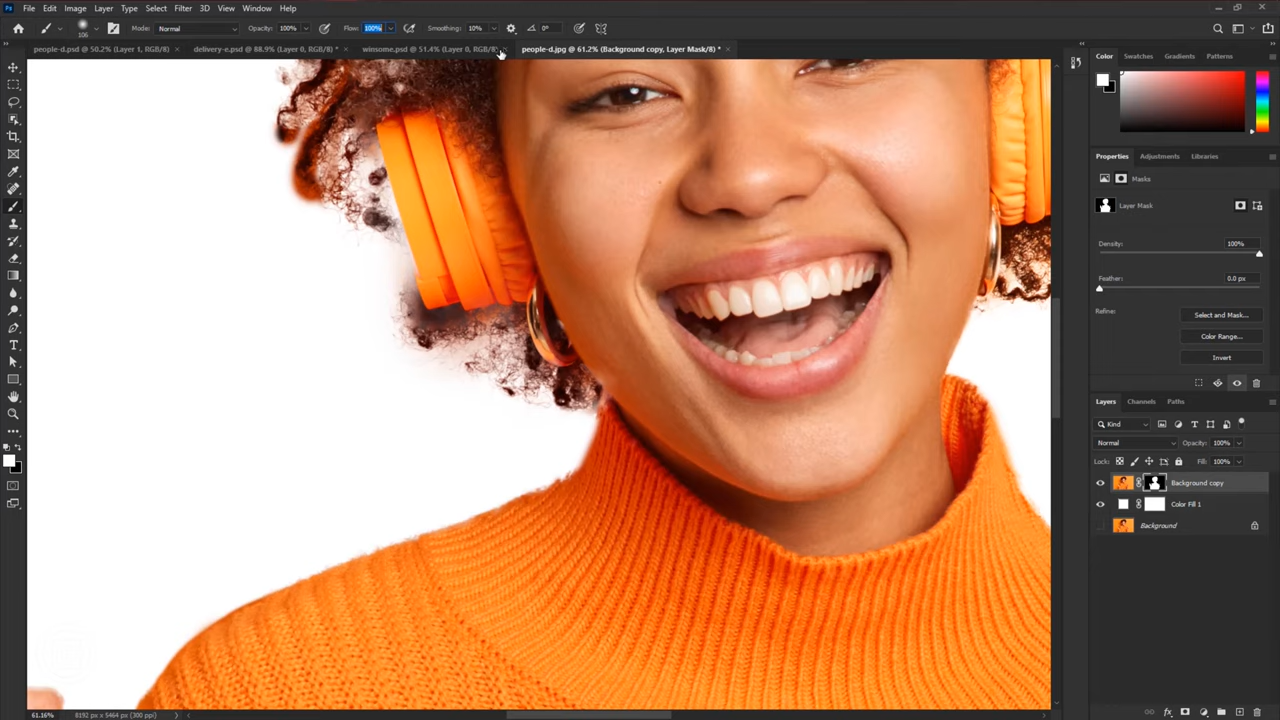 Ps File Edit Image Layer Type Select Filter 3D View Window Help
Mode: Normal Opacity: 100% Flow: 100% Smoothing: 10% 0°
106
people-d.psd @ 50.2% (Layer 1, RGB/8) × delivery-e.psd @ 88.9% (Layer 0, RGB/8) * × winsome.psd @ 51.4% (Layer 0, RGB/8) people-d.jpg @ 61.2% (Background copy, Layer Mask/8) * ×
Color Swatches Gradients Patterns
Properties Adjustments Libraries
Masks
Layer Mask
Density: 100%
Feather: 0.0 px
Refine: Select and Mask...
Color Range...
Invert
Layers Channels Paths
Kind
Normal Opacity: 100%
Lock: Fill: 100%
Background copy
Color Fill 1
Background
61.16% 8192 px x 5464 px (300 ppi)